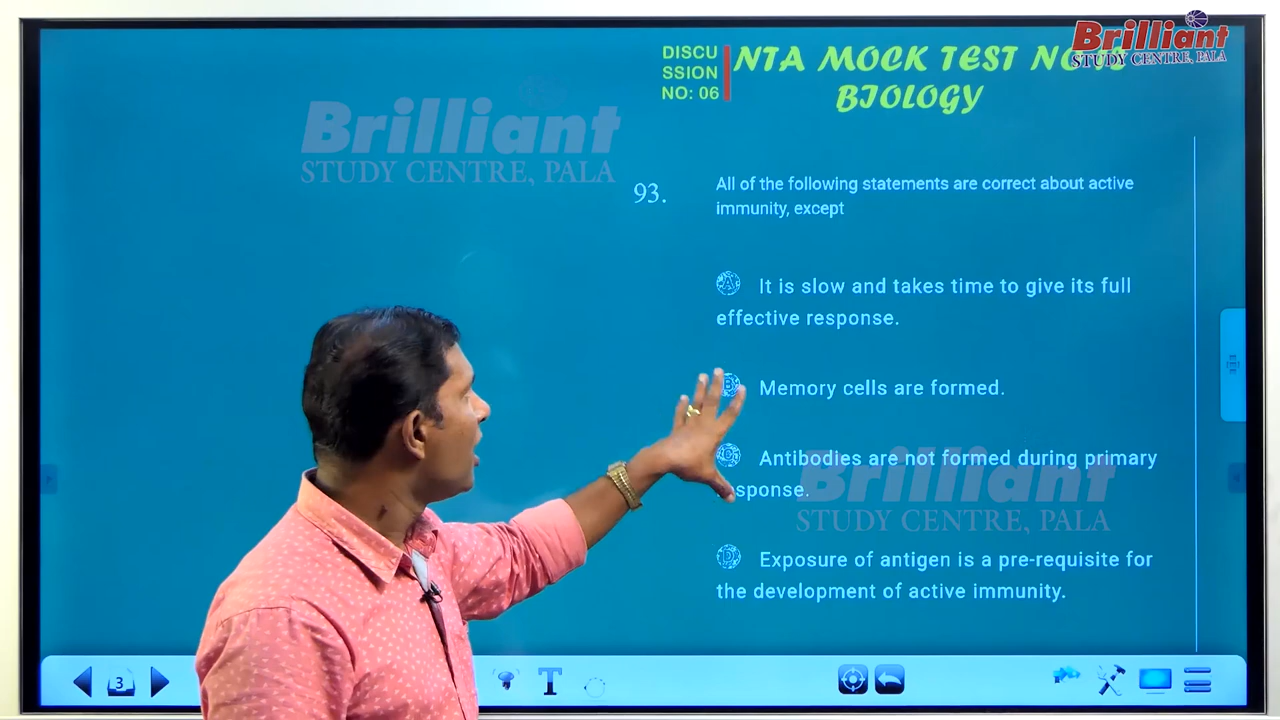 DISCU
SSION
NO: 06
NTA MOCK TEST
BIOLOGY
Brilliant
STUDY CENTRE, PALA
Brilliant
STUDY CENTRE, PALA
93.
All of the following statements are correct about active
immunity, except
A It is slow and takes time to give its full
effective response.
B Memory cells are formed.
C Antibodies are not formed during primary
response.
D Exposure of antigen is a pre-requisite for
the development of active immunity.
Brilliant
STUDY CENTRE, PALA
3
T